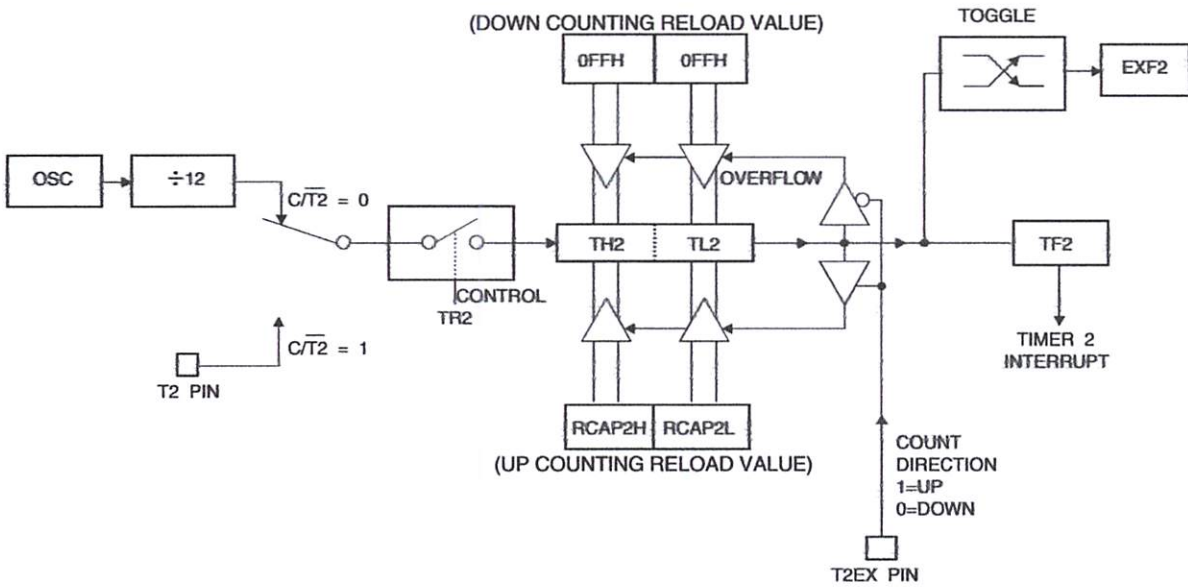 (DOWN COUNTING RELOAD VALUE)
TOGGLE
0FFH
0FFH
EXF2
OSC
÷12
OVERFLOW
C/T2̅ = 0
TH2
TL2
TF2
CONTROL
TR2
C/T2̅ = 1
TIMER 2
INTERRUPT
T2 PIN
RCAP2H
RCAP2L
(UP COUNTING RELOAD VALUE)
COUNT
DIRECTION
1=UP
0=DOWN
T2EX PIN